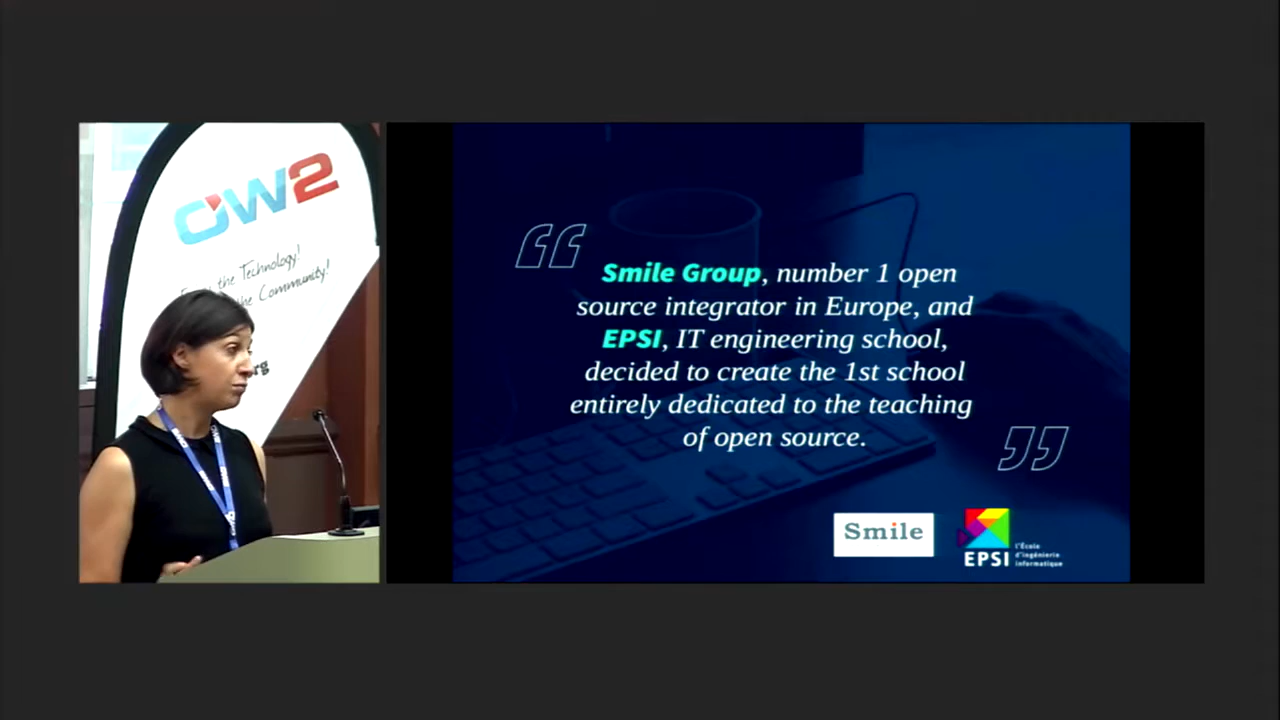 OW2
the Technology!
the Community!
rg
Smile Group, number 1 open
source integrator in Europe, and
EPSI, IT engineering school,
decided to create the 1st school
entirely dedicated to the teaching
of open source.
Smile
EPSI
l'École
d'ingénierie
informatique